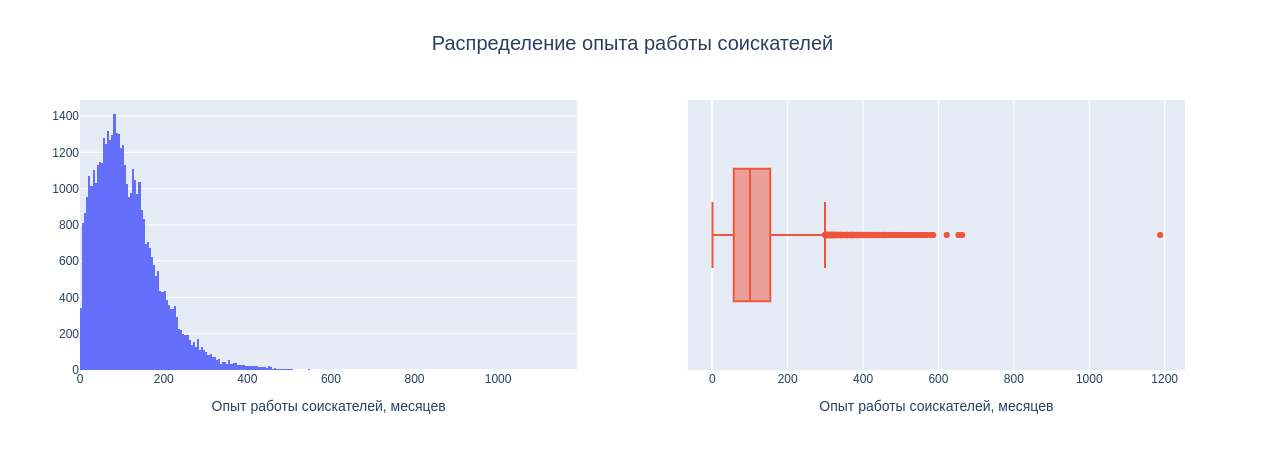 Распределение опыта работы соискателей
1400
1200
1000
800
600
400
200
0
0 200 400 600 800 1000
Опыт работы соискателей, месяцев
0 200 400 600 800 1000 1200
Опыт работы соискателей, месяцев